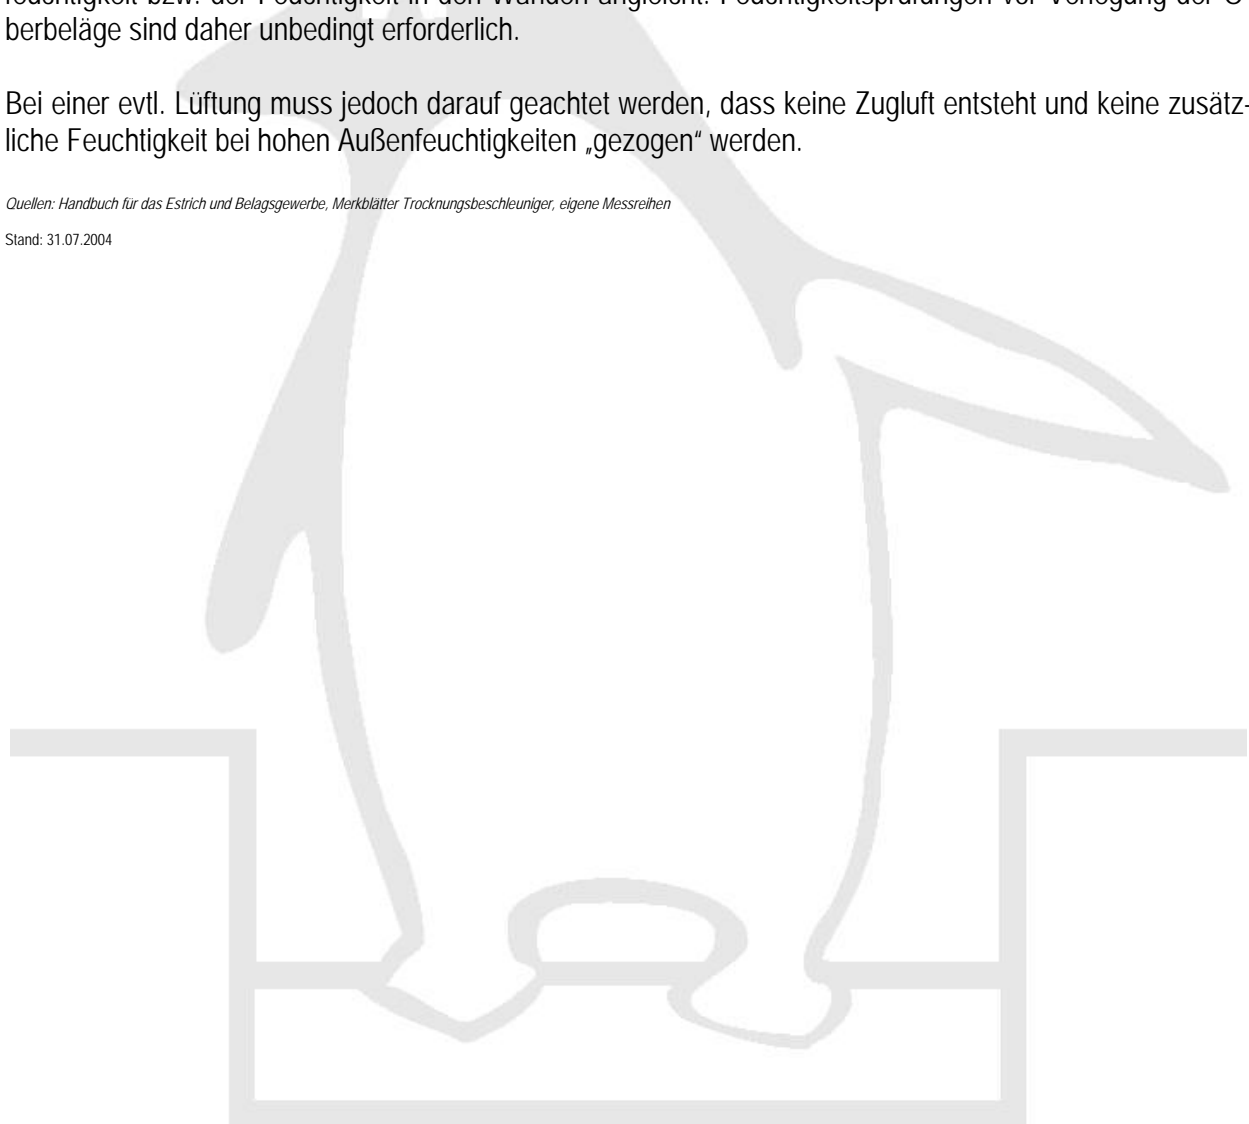 feuchtigkeit bzw. der Feuchtigkeit in den Wänden angleicht. Feuchtigkeitsprüfungen vor Verlegung der O-
berbeläge sind daher unbedingt erforderlich.
Bei einer evtl. Lüftung muss jedoch darauf geachtet werden, dass keine Zugluft entsteht und keine zusätz-
liche Feuchtigkeit bei hohen Außenfeuchtigkeiten „gezogen“ werden.
Quellen: Handbuch für das Estrich und Belagsgewerbe, Merkblätter Trocknungsbeschleuniger, eigene Messreihen
Stand: 31.07.2004